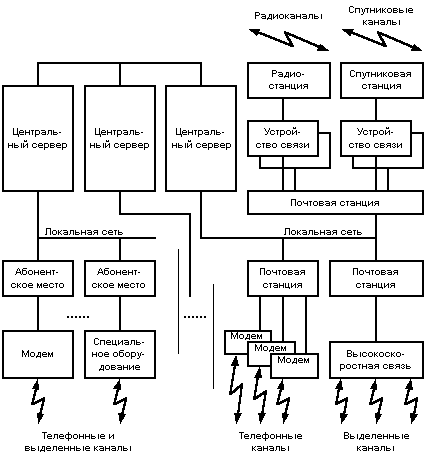 Радиоканалы
Спутниковые
каналы
Радио-
станция
Спутниковая
станция
Централь-
ный сервер
Централь-
ный сервер
Централь-
ный сервер
Устрой-
ство связи
Устрой-
ство связи
Почтовая станция
Локальная сеть
Локальная сеть
Абонент-
ское место
Абонент-
ское место
Почтовая
станция
Почтовая
станция
......
......
Модем
Специаль-
ное обору-
дование
Модем
Модем
Модем
Высокоско-
ростная связь
Телефонные и
выделенные каналы
Телефонные
каналы
Выделенные
каналы